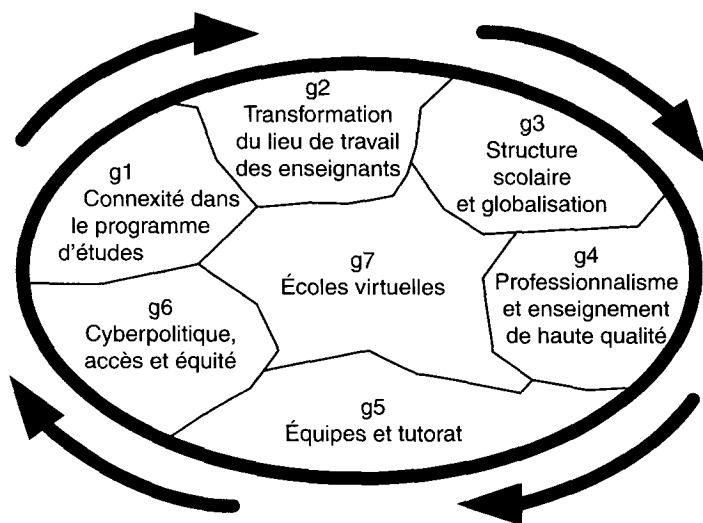 g1
Connexité dans
le programme
d'études
g2
Transformation
du lieu de travail
des enseignants
g3
Structure
scolaire
et globalisation
g4
Professionnalisme
et enseignement
de haute qualité
g5
Équipes et tutorat
g6
Cyberpolitique,
accès et équité
g7
Écoles virtuelles